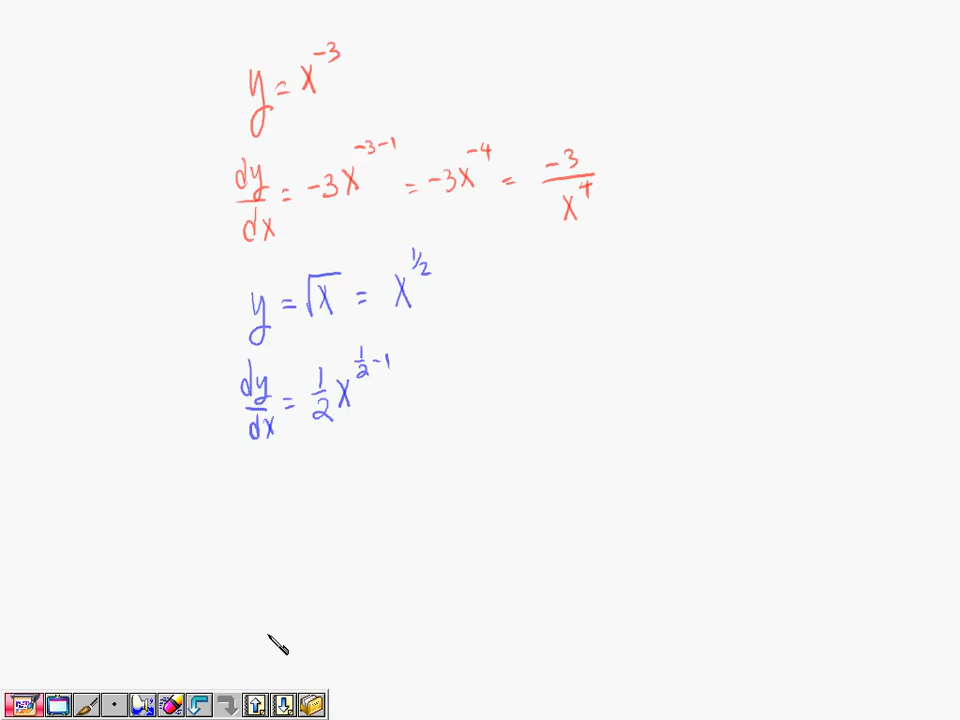 y = x^{-3}
dy/dx = -3x^{-3-1} = -3x^{-4} = -3/x^4
y = √x = x^{1/2}
dy/dx = 1/2 x^{1/2-1}